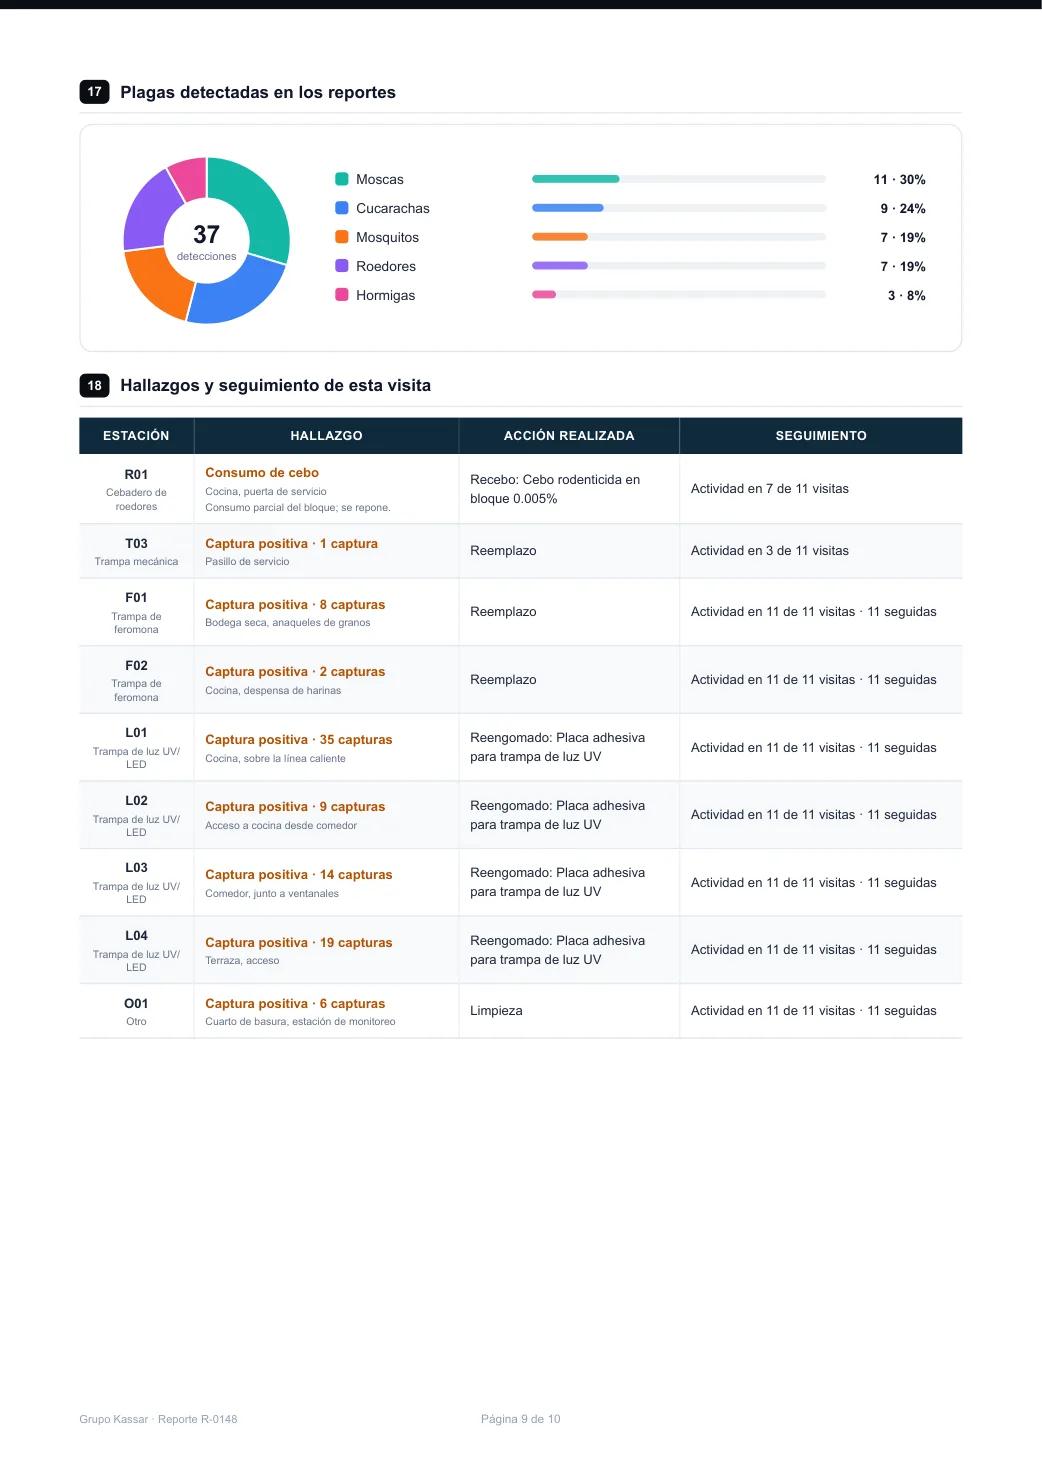 17 Plagas detectadas en los reportes
37
detecciones
Moscas 11 · 30%
Cucarachas 9 · 24%
Mosquitos 7 · 19%
Roedores 7 · 19%
Hormigas 3 · 8%
18 Hallazgos y seguimiento de esta visita
ESTACIÓN HALLAZGO ACCIÓN REALIZADA SEGUIMIENTO
R01
Cebadero de
roedores
Consumo de cebo
Cocina, puerta de servicio
Consumo parcial del bloque; se repone.
Recebo: Cebo rodenticida en
bloque 0.005%
Actividad en 7 de 11 visitas
T03
Trampa mecánica
Captura positiva · 1 captura
Pasillo de servicio
Reemplazo
Actividad en 3 de 11 visitas
F01
Trampa de
feromona
Captura positiva · 8 capturas
Bodega seca, anaqueles de granos
Reemplazo
Actividad en 11 de 11 visitas · 11 seguidas
F02
Trampa de
feromona
Captura positiva · 2 capturas
Cocina, despensa de harinas
Reemplazo
Actividad en 11 de 11 visitas · 11 seguidas
L01
Trampa de luz UV/
LED
Captura positiva · 35 capturas
Cocina, sobre la línea caliente
Reengomado: Placa adhesiva
para trampa de luz UV
Actividad en 11 de 11 visitas · 11 seguidas
L02
Trampa de luz UV/
LED
Captura positiva · 9 capturas
Acceso a cocina desde comedor
Reengomado: Placa adhesiva
para trampa de luz UV
Actividad en 11 de 11 visitas · 11 seguidas
L03
Trampa de luz UV/
LED
Captura positiva · 14 capturas
Comedor, junto a ventanales
Reengomado: Placa adhesiva
para trampa de luz UV
Actividad en 11 de 11 visitas · 11 seguidas
L04
Trampa de luz UV/
LED
Captura positiva · 19 capturas
Terraza, acceso
Reengomado: Placa adhesiva
para trampa de luz UV
Actividad en 11 de 11 visitas · 11 seguidas
O01
Otro
Captura positiva · 6 capturas
Cuarto de basura, estación de monitoreo
Limpieza
Actividad en 11 de 11 visitas · 11 seguidas
Grupo Kassar · Reporte R-0148 Página 9 de 10